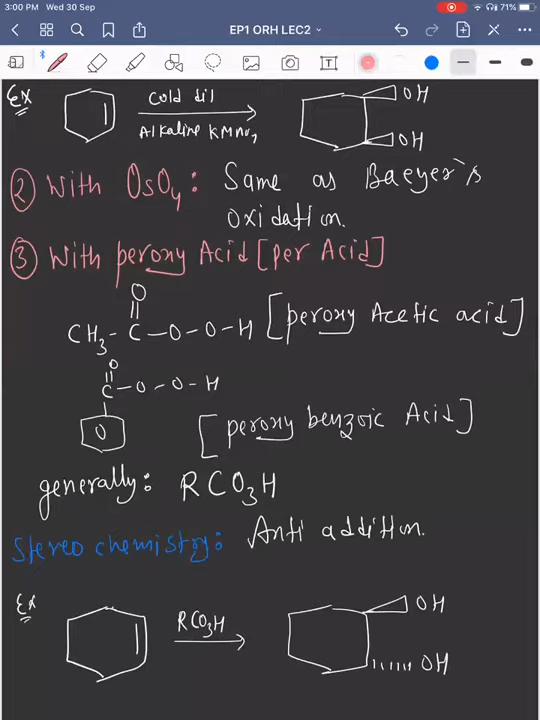 3:00 PM Wed 30 Sep 71%
EP1 ORH LEC2
T
Ex Cold dil OH
Alkaline KMnO4 OH
② With OsO4: Same as Baeyer's
oxidation.
③ With peroxy Acid [per Acid]
O
CH3-C-O-O-H [peroxy Acetic acid]
O
C-O-O-H
[peroxy benzoic Acid]
generally: RCO3H
Stereo chemistry: Anti addition.
Ex RCO3H OH
OH